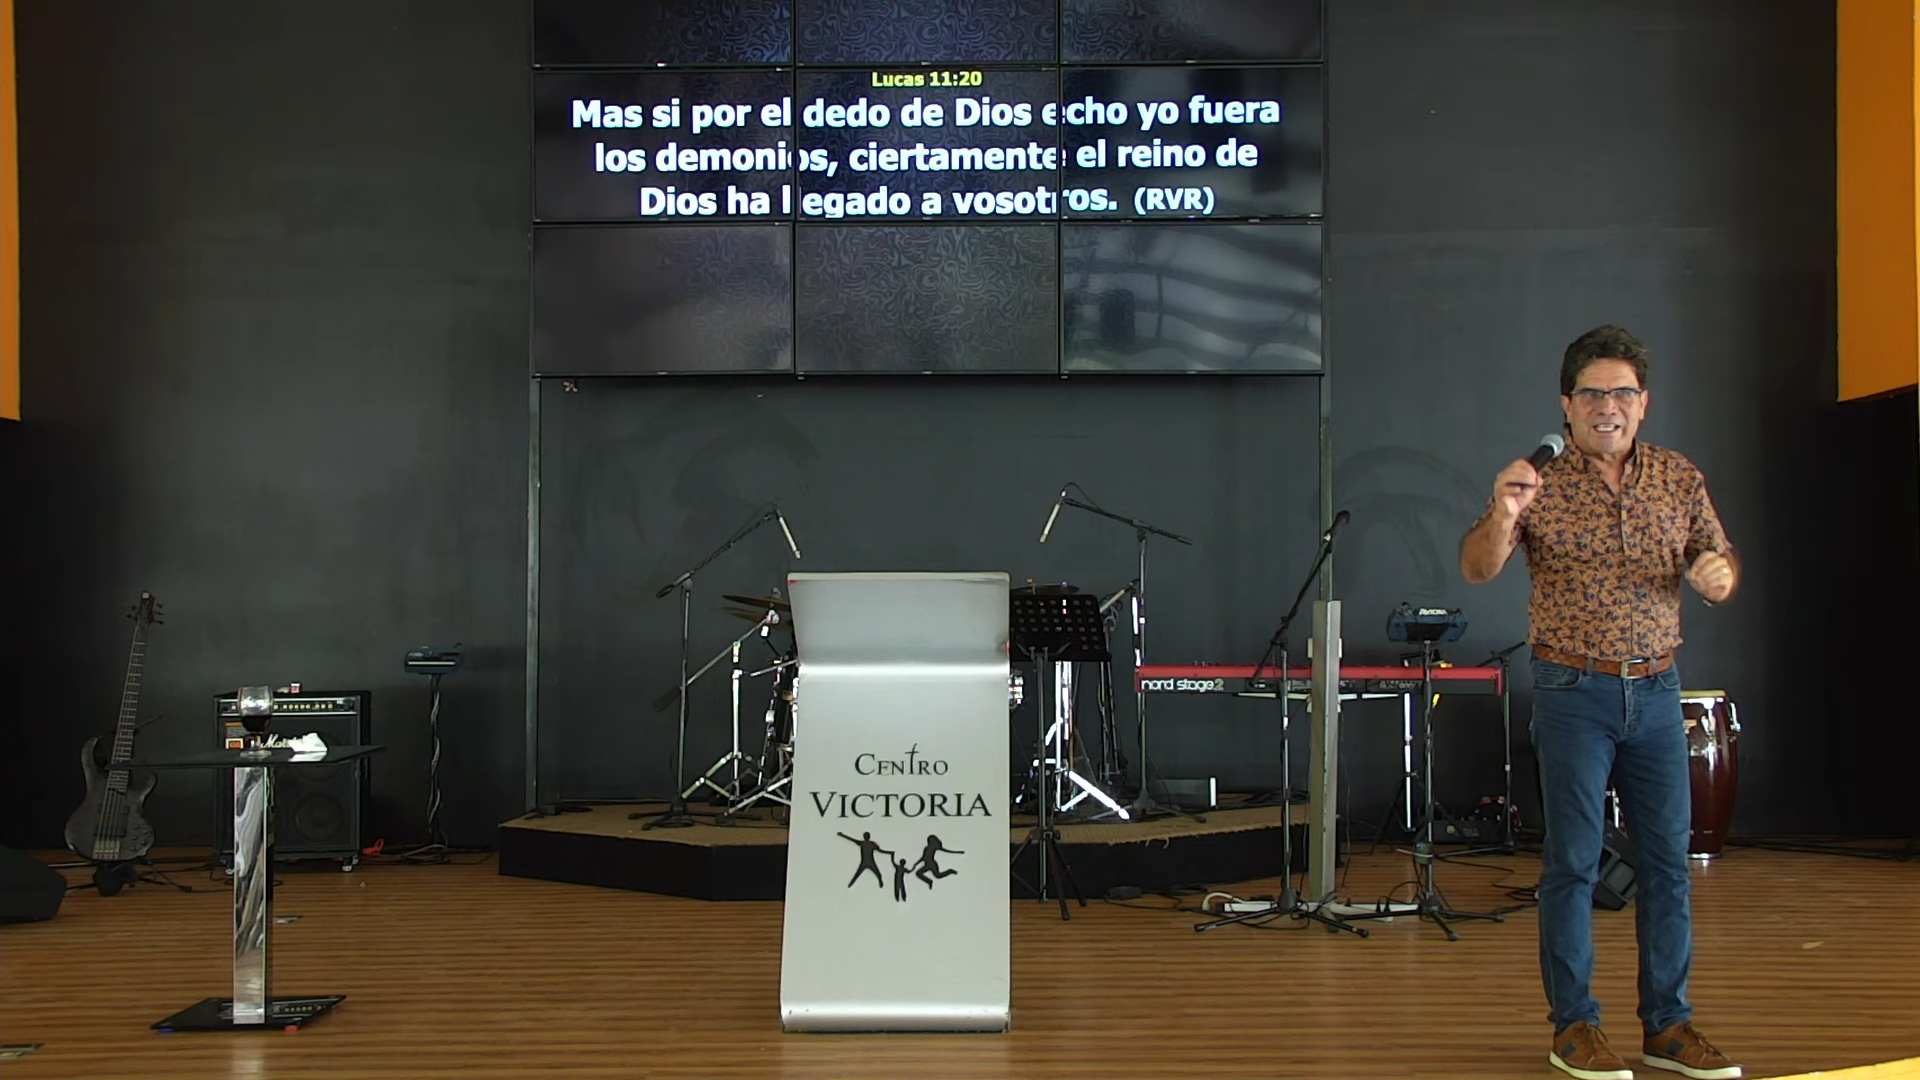 Lucas 11:20
Mas si por el dedo de Dios echo yo fuera
los demonios, ciertamente el reino de
Dios ha llegado a vosotros. (RVR)
nord stage 2
Marshall
CENTRO
VICTORIA